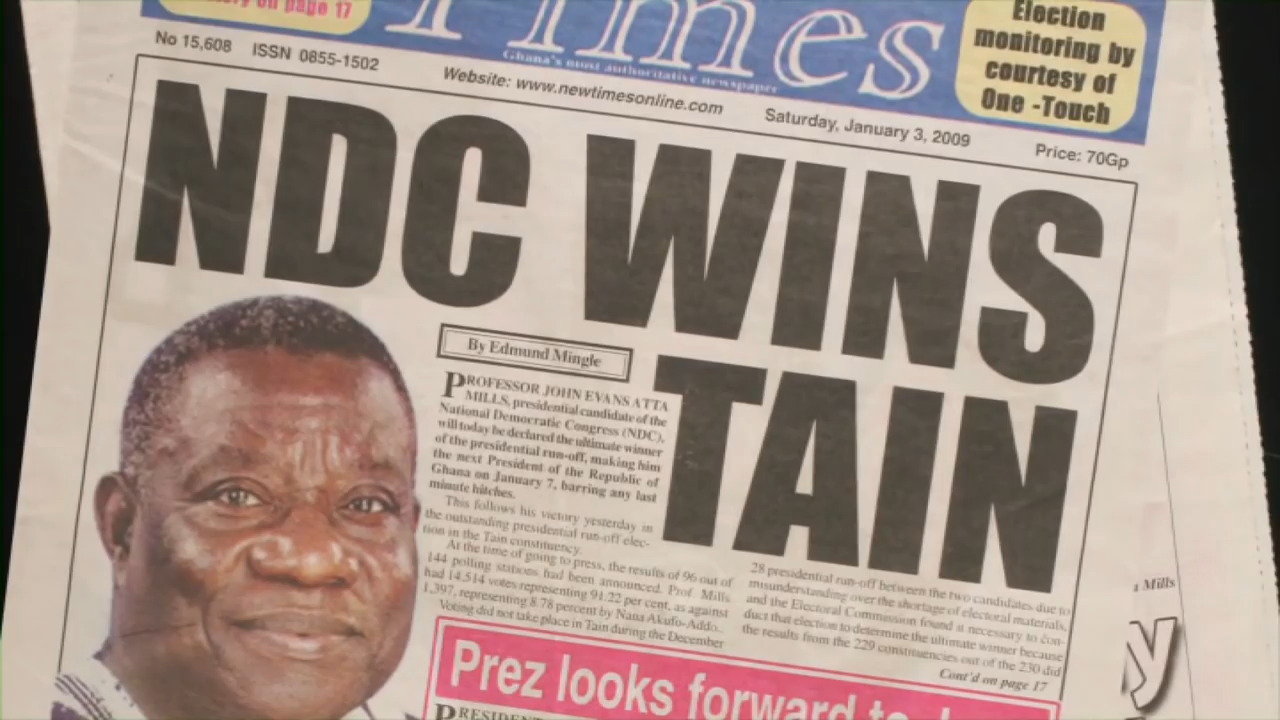 on page 17
Times
Ghana's most authoritative newspaper
Election
monitoring by
courtesy of
One -Touch
No 15,608 ISSN 0855-1502 Website: www.newtimesonline.com Saturday, January 3, 2009 Price: 70Gp
NDC WINS
TAIN
By Edmund Mingle
PROFESSOR JOHN EVANS ATTA
MILLS, presidential candidate of the
National Democratic Congress (NDC),
will today be declared the ultimate winner
of the presidential run-off, making him
the next President of the Republic of
Ghana on January 7, barring any last
minute hitches.
This follows his victory yesterday in
the outstanding presidential run-off elec-
tion in the Tain constituency.
At the time of going to press, the results of 96 out of
144 polling stations had been announced. Prof. Mills
had 14,514 votes representing 91.22 per cent, as against
1,397, representing 8.78 percent by Nana Akufo-Addo.
Voting did not take place in Tain during the December
28 presidential run-off between the two candidates due to
misunderstanding over the shortage of electoral materials,
and the Electoral Commission found it necessary to con-
duct that election to determine the ultimate winner because
the results from the 229 constituencies out of the 230 did
Cont'd on page 17
Prez looks forward to
a Mills
y